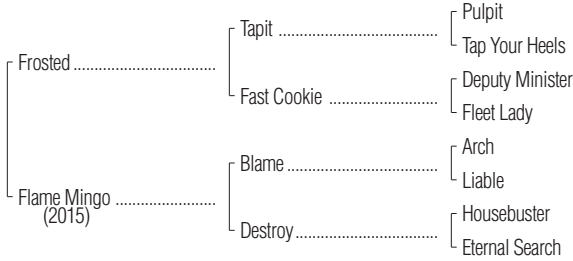 Pulpit
Tapit ........................................
Tap Your Heels
Frosted ....................................
Deputy Minister
Fast Cookie ...........................
Fleet Lady
Arch
Blame ......................................
Liable
Flame Mingo .........................
(2015)
Housebuster
Destroy....................................
Eternal Search